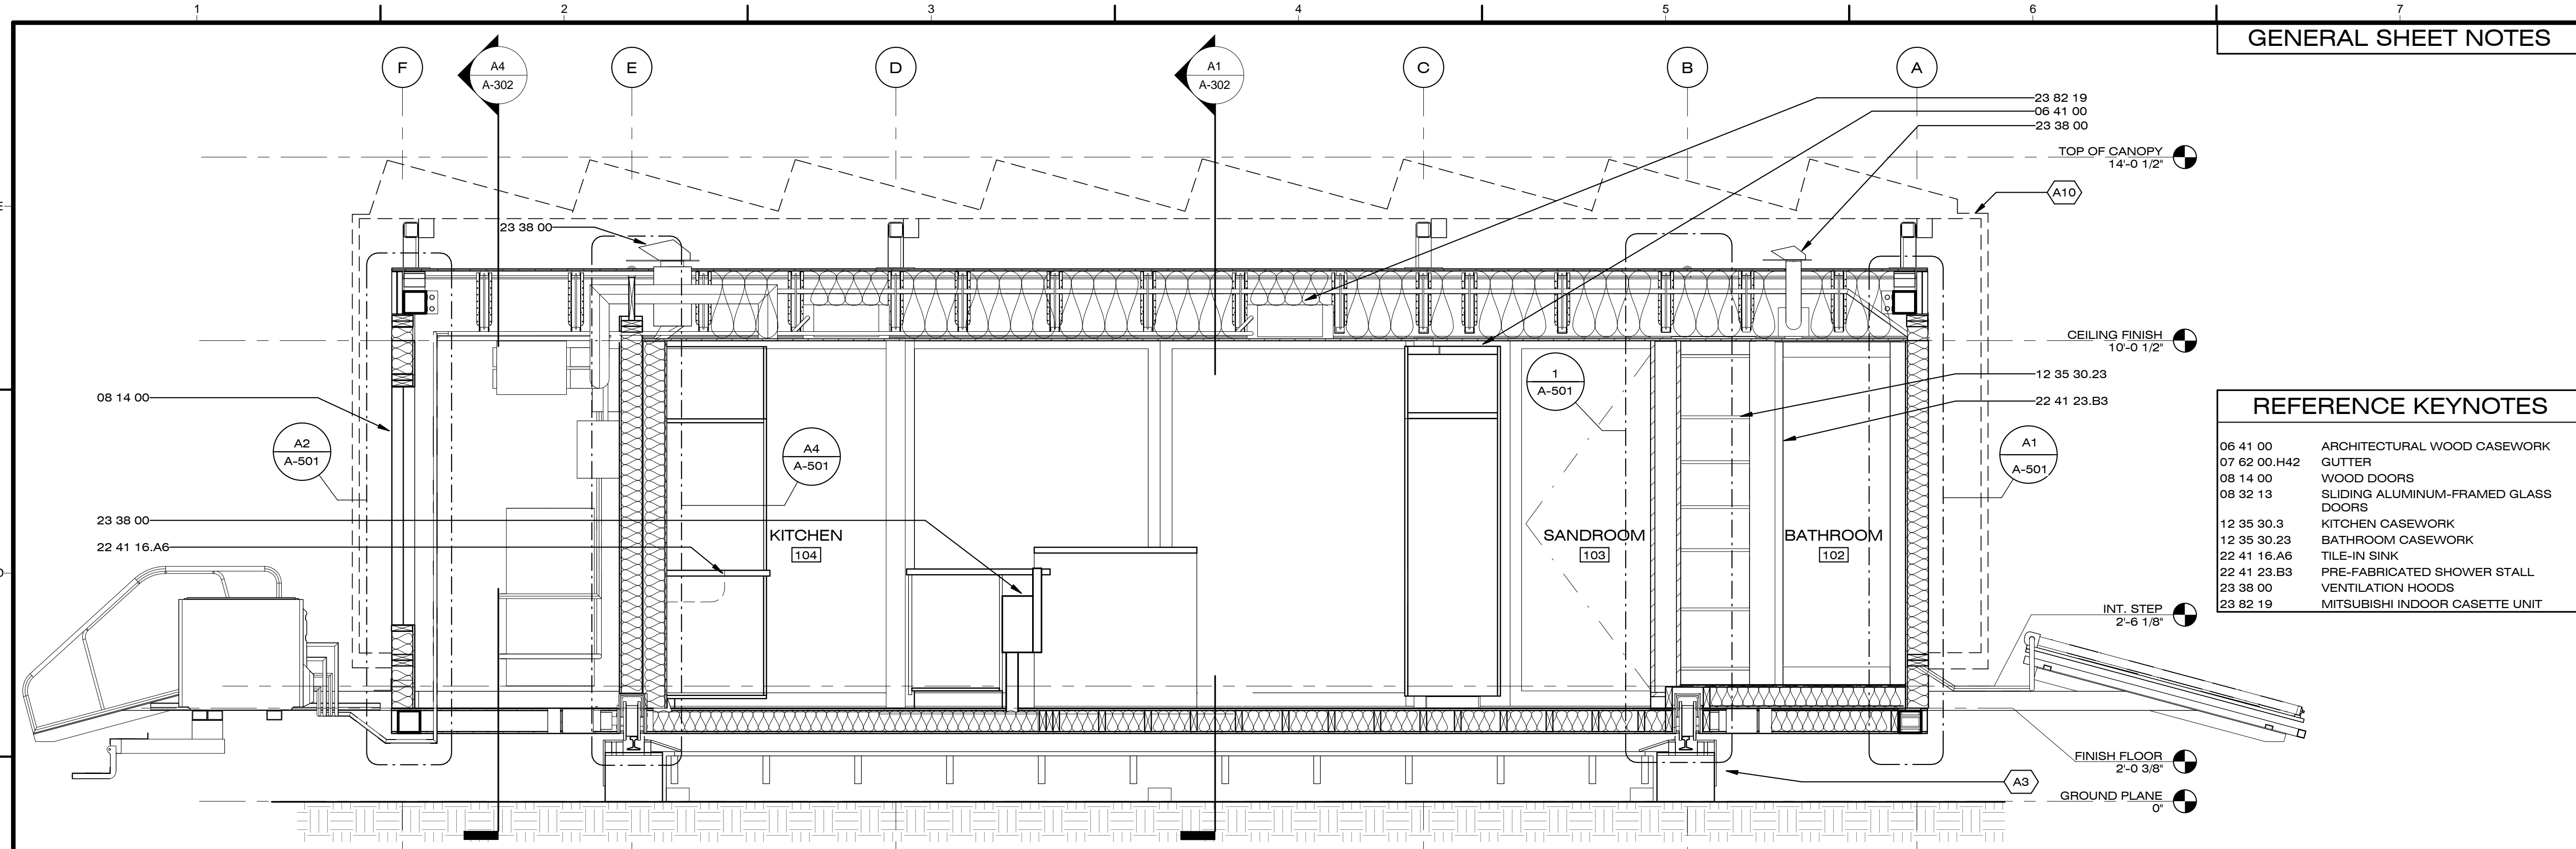 1 2 3 4 5 6 7
GENERAL SHEET NOTES
F
A4
A-302
E
D
A1
A-302
C
B
A
23 82 19
06 41 00
23 38 00
TOP OF CANOPY
14'-0 1/2"
A10
23 38 00
CEILING FINISH
10'-0 1/2"
12 35 30.23
22 41 23.B3
08 14 00
A2
A-501
A4
A-501
1
A-501
A1
A-501
REFERENCE KEYNOTES
06 41 00 ARCHITECTURAL WOOD CASEWORK
07 62 00.H42 GUTTER
08 14 00 WOOD DOORS
08 32 13 SLIDING ALUMINUM-FRAMED GLASS
DOORS
12 35 30.3 KITCHEN CASEWORK
12 35 30.23 BATHROOM CASEWORK
22 41 16.A6 TILE-IN SINK
22 41 23.B3 PRE-FABRICATED SHOWER STALL
23 38 00 VENTILATION HOODS
23 82 19 MITSUBISHI INDOOR CASETTE UNIT
23 38 00
22 41 16.A6
KITCHEN
104
SANDROOM
103
BATHROOM
102
INT. STEP
2'-6 1/8"
FINISH FLOOR
2'-0 3/8"
A3
GROUND PLANE
0"